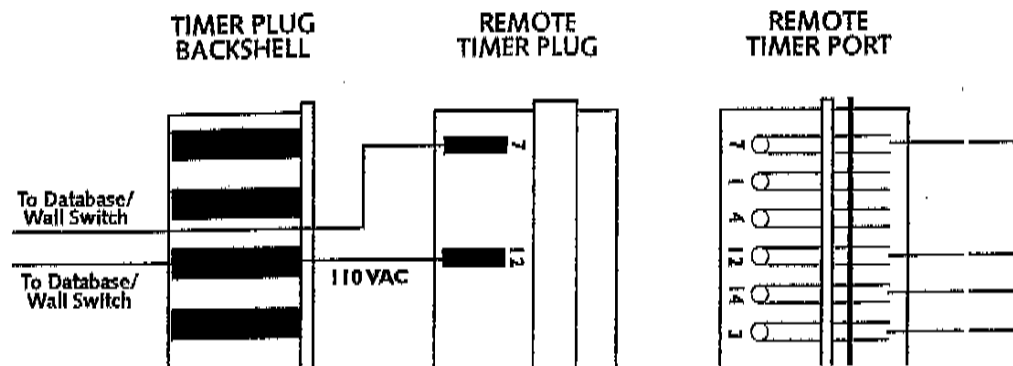 TIMER PLUG
BACKSHELL
REMOTE
TIMER PLUG
REMOTE
TIMER PORT
To Database/
Wall Switch
To Database/
Wall Switch
110 VAC
7
12
7
1
4
12
14
3